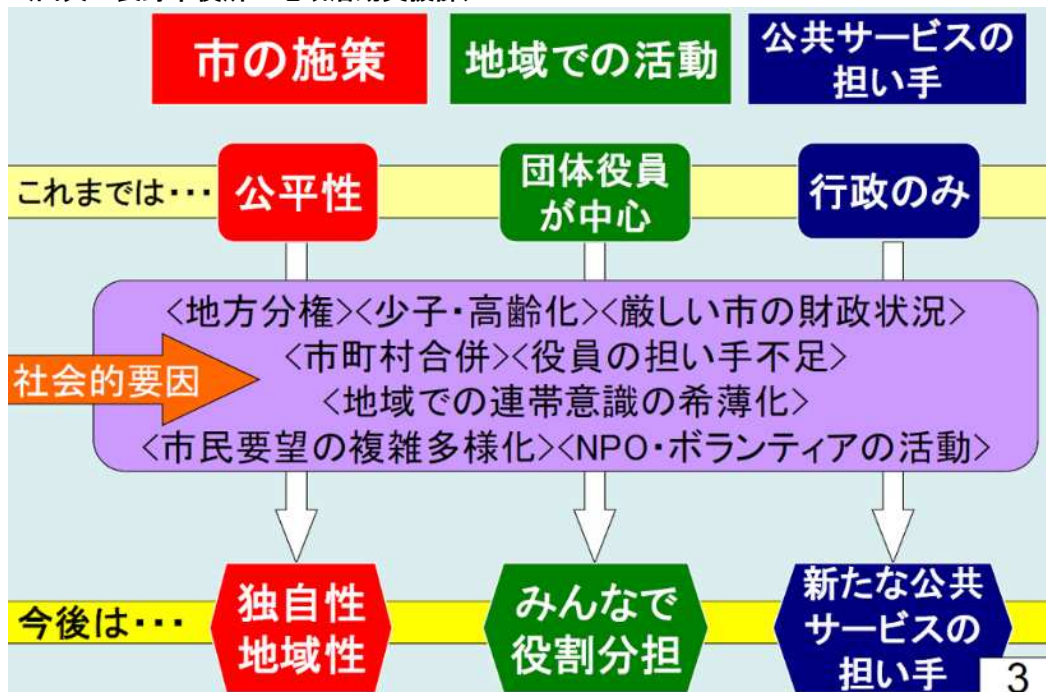 市の施策
地域での活動
公共サービスの
担い手
これまでは･･･
公平性
団体役員
が中心
行政のみ
社会的要因
<地方分権><少子･高齢化><厳しい市の財政状況>
<市町村合併><役員の担い手不足>
<地域での連帯意識の希薄化>
<市民要望の複雑多様化><NPO･ボランティアの活動>
今後は･･･
独自性
地域性
みんなで
役割分担
新たな公共
サービスの
担い手
3